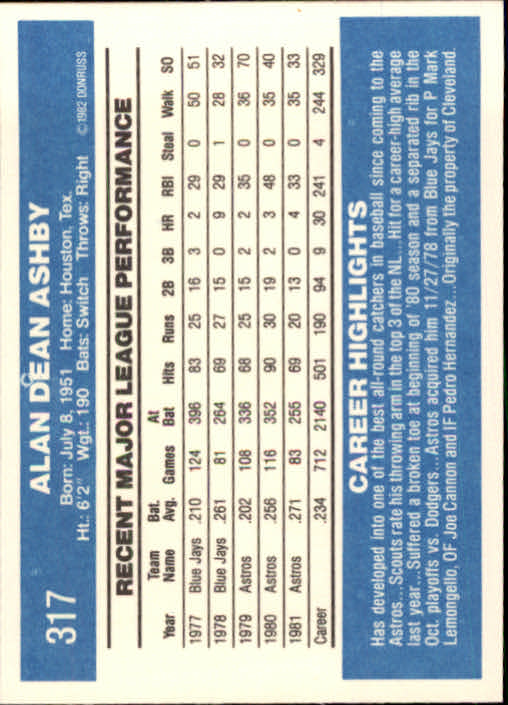 317
ALAN DEAN ASHBY
Born: July 8, 1951 Home: Houston, Tex.
Ht.: 6'2" Wgt.: 190 Bats: Switch Throws: Right
©1982 DONRUSS
RECENT MAJOR LEAGUE PERFORMANCE
Team Bat. At
Year Name Avg. Games Bat Hits Runs 2B 3B HR RBI Steal Walk SO
1977 Blue Jays .210 124 396 83 25 16 3 2 29 0 50 51
1978 Blue Jays .261 81 264 69 27 15 0 9 29 1 28 32
1979 Astros .202 108 336 68 25 15 2 2 35 0 36 70
1980 Astros .256 116 352 90 30 19 2 3 48 0 35 40
1981 Astros .271 83 255 69 20 13 0 4 33 0 35 33
Career .234 712 2140 501 190 94 9 30 241 4 244 329
CAREER HIGHLIGHTS
Has developed into one of the best all-round catchers in baseball since coming to the
Astros...Scouts rate his throwing arm in the top 3 of the NL...Hit for a career-high average
last year...Suffered a broken toe at beginning of '80 season and a separated rib in the
Oct. playoffs vs. Dodgers...Astros acquired him 11/27/78 from Blue Jays for P Mark
Lemongello, OF Joe Cannon and IF Pedro Hernandez...Originally the property of Cleveland.